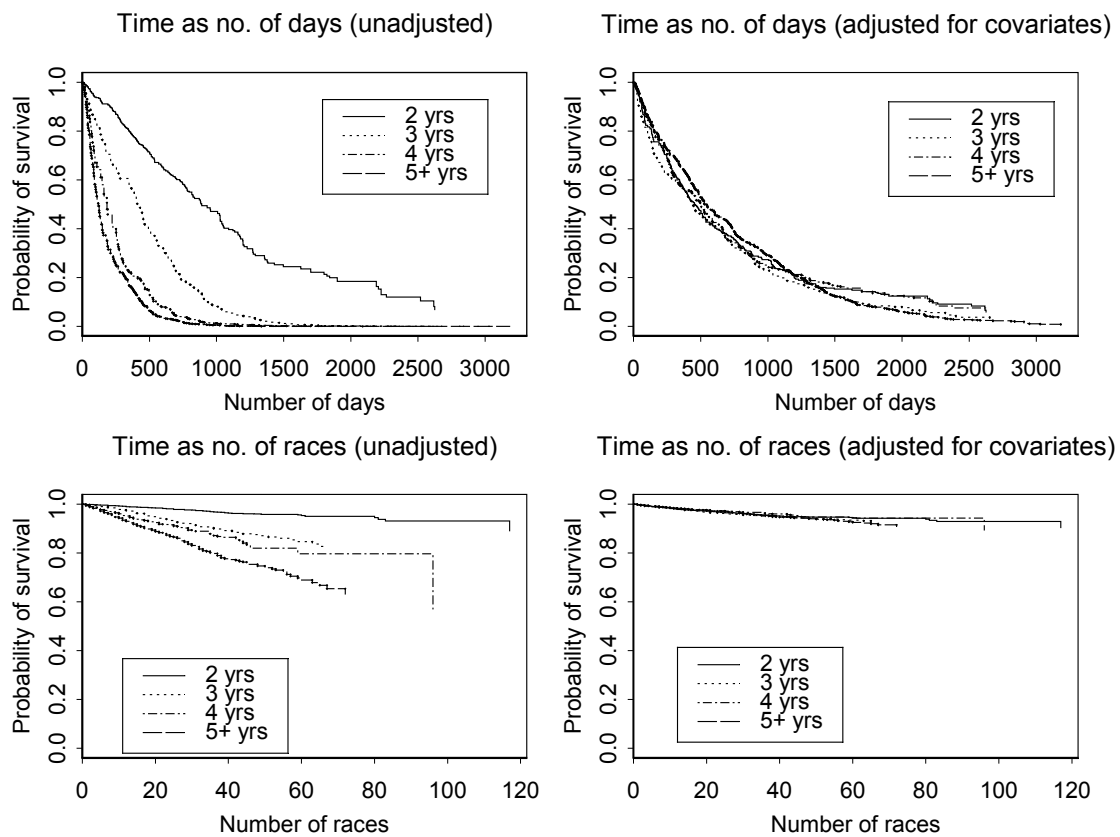 Time as no. of days (unadjusted)
Probability of survival
1.0
0.8
0.6
0.4
0.2
0.0
2 yrs
3 yrs
4 yrs
5+ yrs
0 500 1000 1500 2000 2500 3000
Number of days
Time as no. of days (adjusted for covariates)
Probability of survival
1.0
0.8
0.6
0.4
0.2
0.0
2 yrs
3 yrs
4 yrs
5+ yrs
0 500 1000 1500 2000 2500 3000
Number of days
Time as no. of races (unadjusted)
Probability of survival
1.0
0.8
0.6
0.4
0.2
0.0
2 yrs
3 yrs
4 yrs
5+ yrs
0 20 40 60 80 100 120
Number of races
Time as no. of races (adjusted for covariates)
Probability of survival
1.0
0.8
0.6
0.4
0.2
0.0
2 yrs
3 yrs
4 yrs
5+ yrs
0 20 40 60 80 100 120
Number of races